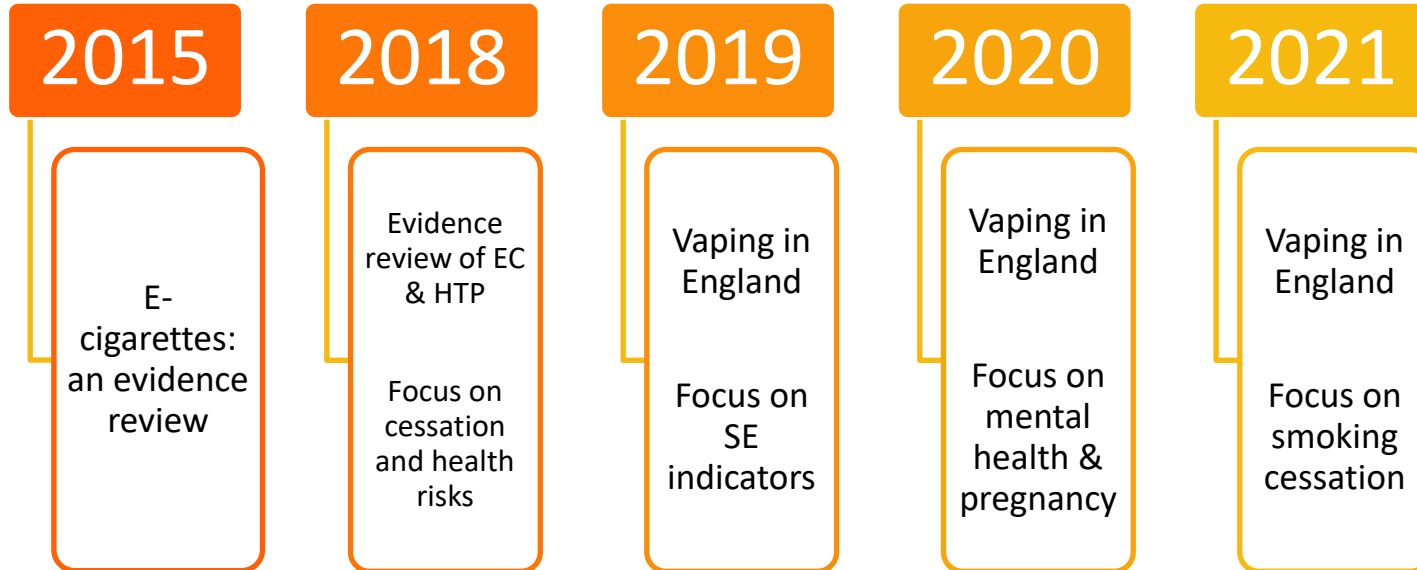 2015
E-
cigarettes:
an evidence
review
2018
Evidence
review of EC
& HTP
Focus on
cessation
and health
risks
2019
Vaping in
England
Focus on
SE
indicators
2020
Vaping in
England
Focus on
mental
health &
pregnancy
2021
Vaping in
England
Focus on
smoking
cessation